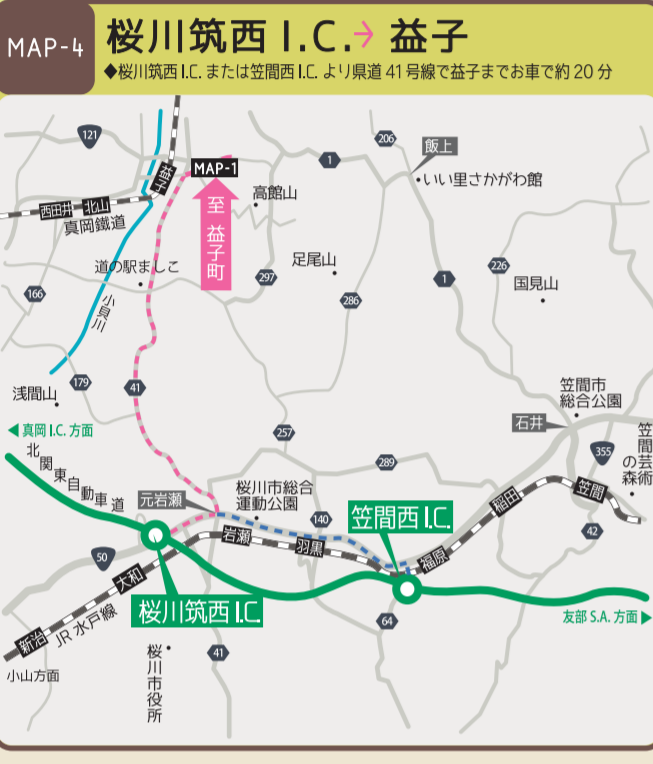 MAP-4
桜川筑西 I.C.→ 益子
◆桜川筑西 I.C. または笠間西 I.C. より県道 41 号線で益子までお車で約 20 分
121
206
飯上
益子
MAP-1
1
いい里さかがわ館
西田井
北山
真岡鐵道
至 益子町
高館山
道の駅ましこ
足尾山
297
286
1
226
国見山
166
小貝川
浅間山
179
41
笠間市
総合公園
石井
◀ 真岡 I.C. 方面
257
355
笠間芸術
の森
北関東自動車道
289
元岩瀬
桜川市総合
運動公園
140
笠間西 I.C.
稲田
笠間
42
50
岩瀬
羽黒
福原
大和
桜川筑西 I.C.
新治
JR 水戸線
64
友部 S.A. 方面 ▶
小山方面
桜川市役所
41